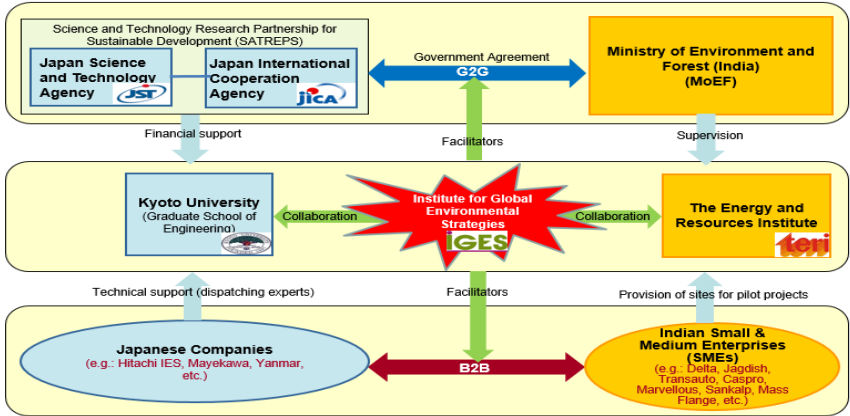 Science and Technology Research Partnership for
Sustainable Development (SATREPS)
Japan Science
and Technology
Agency
JST
Japan International
Cooperation
Agency
JICA
Government Agreement
G2G
Ministry of Environment and
Forest (India)
(MoEF)
Financial support
Facilitators
Supervision
Kyoto University
(Graduate School of
Engineering)
Collaboration
Institute for Global
Environmental
Strategies
IGES
Collaboration
The Energy and
Resources Institute
teri
Technical support (dispatching experts)
Facilitators
Provision of sites for pilot projects
Japanese Companies
(e.g.: Hitachi IES, Mayekawa, Yanmar,
etc.)
B2B
Indian Small &
Medium Enterprises
(SMEs)
(e.g.: Delta, Jagdish,
Transauto, Caspro,
Marvellous, Sankalp, Mass
Flange, etc.)